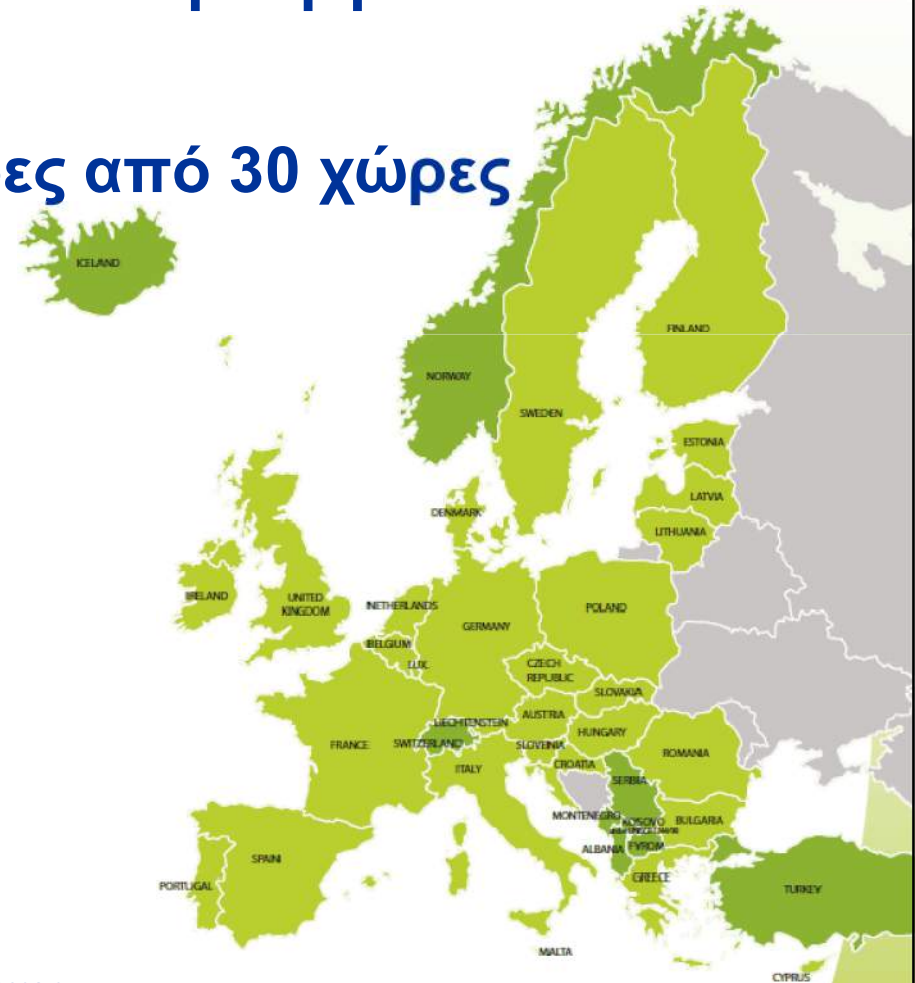 ες από 30 χώρες
ICELAND
FINLAND
NORWAY
SWEDEN
ESTONIA
LATVIA
DENMARK
LITHUANIA
IRELAND
UNITED
KINGDOM
NETHERLANDS
POLAND
GERMANY
BELGIUM
LUX.
CZECH
REPUBLIC
SLOVAKIA
AUSTRIA
LIECHTENSTEIN
HUNGARY
FRANCE
SWITZERLAND
SLOVENIA
ROMANIA
CROATIA
ITALY
SERBIA
MONTENEGRO
KOSOVO
BULGARIA
ALBANIA
FYROM
SPAIN
GREECE
PORTUGAL
TURKEY
MALTA
CYPRUS